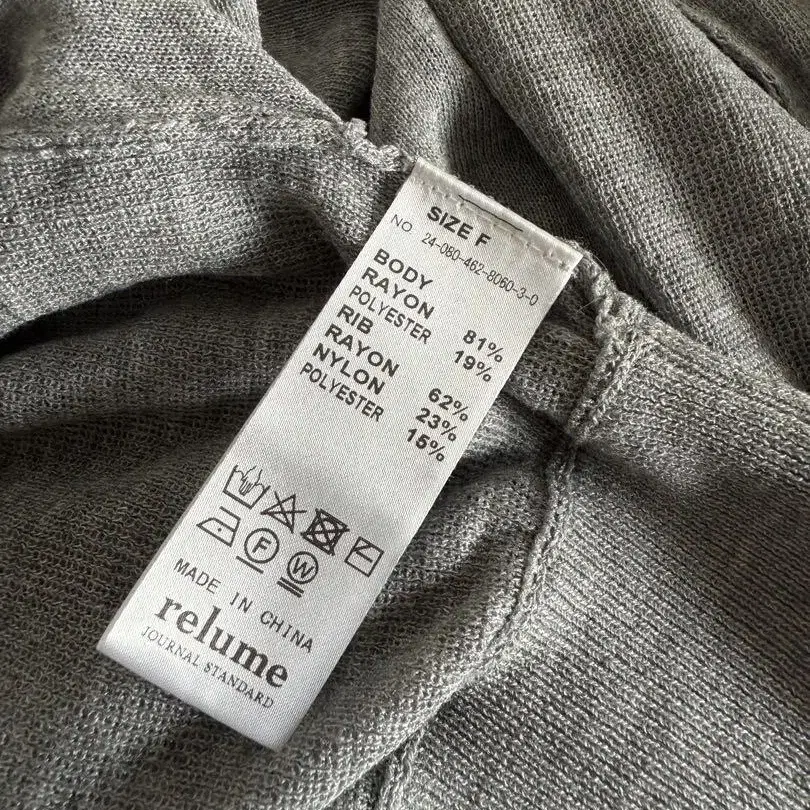 SIZE F
NO 24-080-462-8060-3-0
BODY
RAYON 81%
POLYESTER 19%
RIB
RAYON 62%
NYLON 23%
POLYESTER 15%
F W
MADE IN CHINA
relume
JOURNAL STANDARD